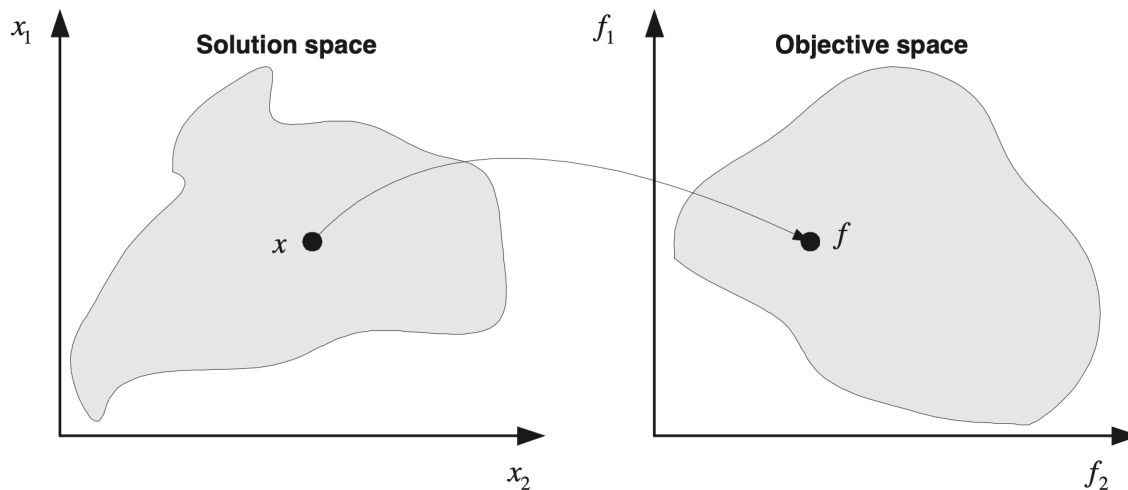 x₁
Solution space
x
x₂
f₁
Objective space
f
f₂